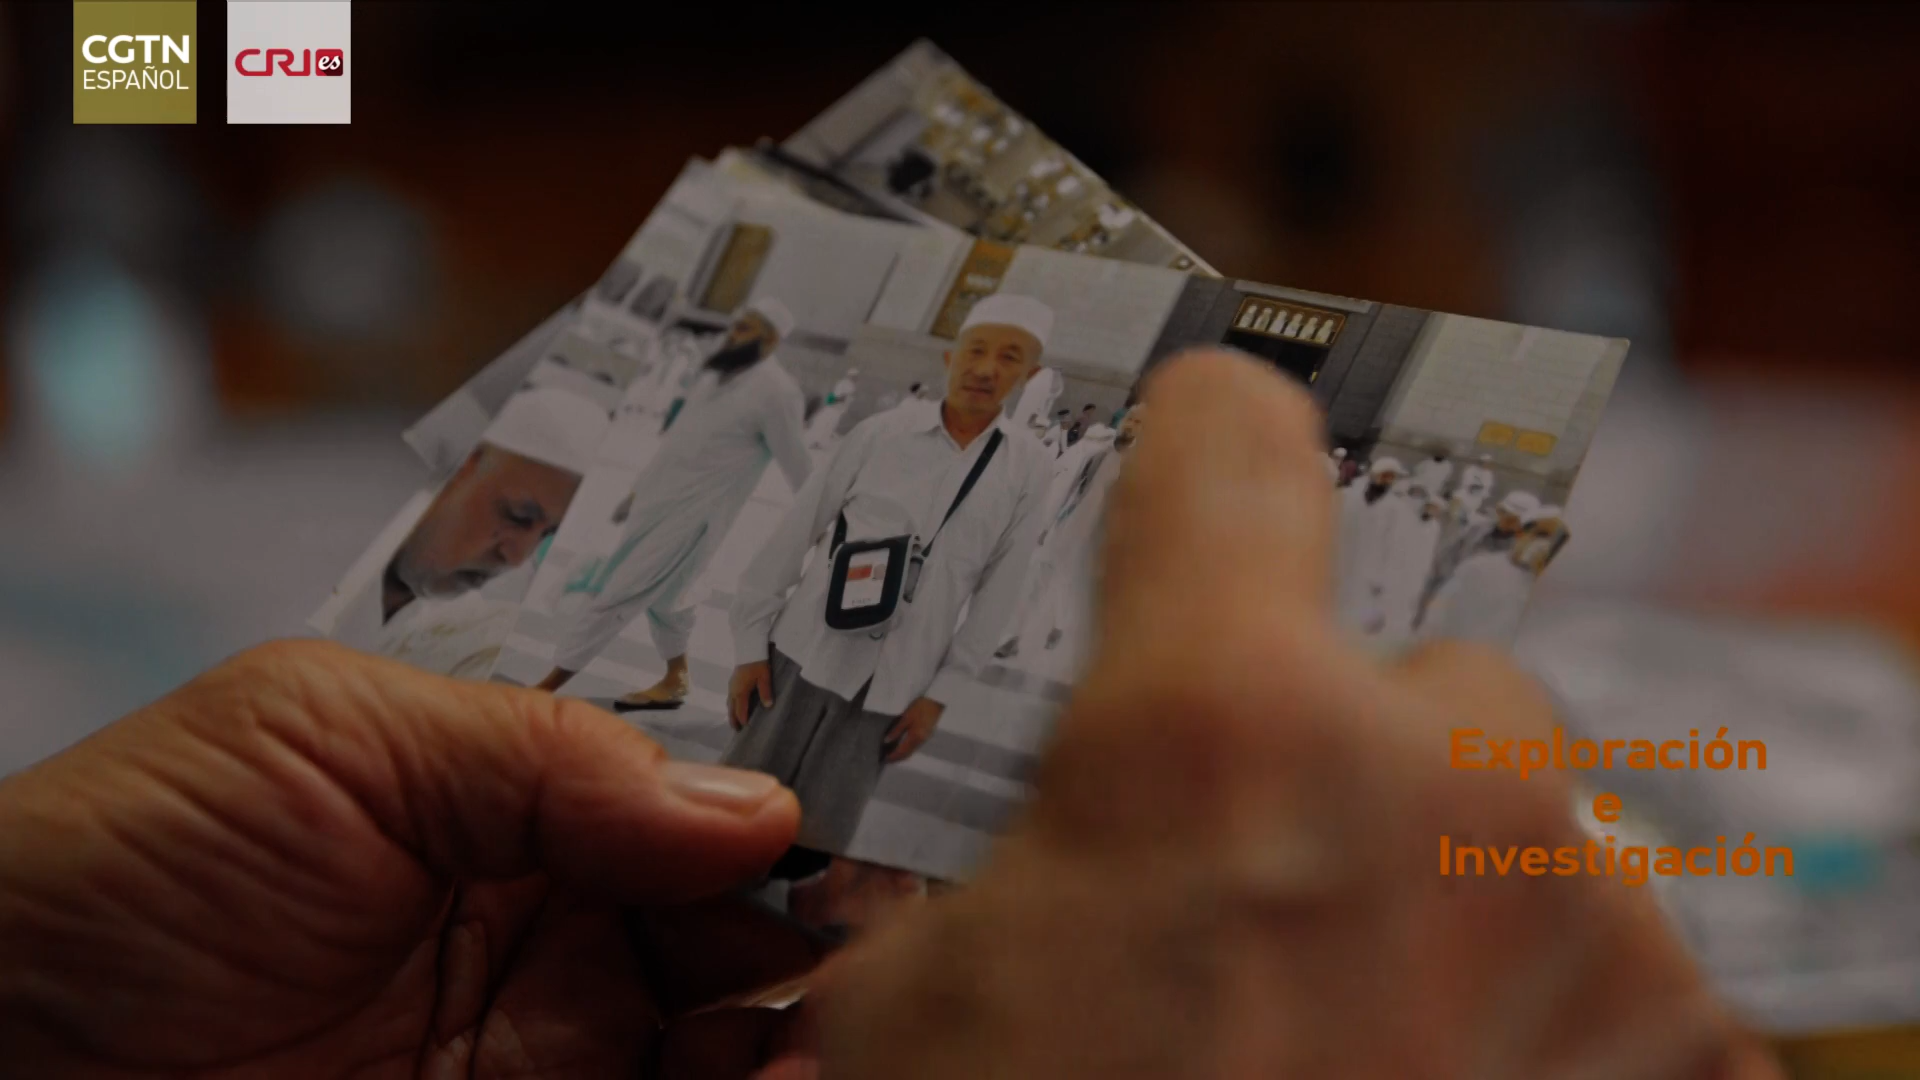 CGTN
ESPAÑOL
CRI es
Exploración
e
Investigación